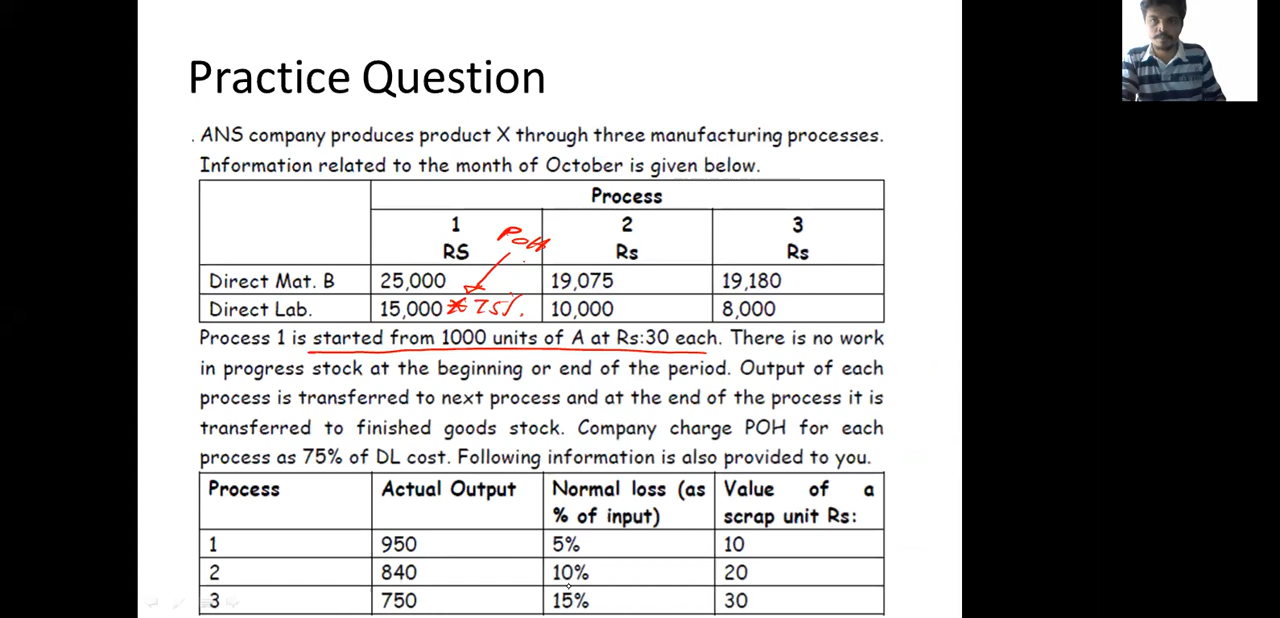 Practice Question
. ANS company produces product X through three manufacturing processes.
Information related to the month of October is given below.
Process
1 2 3
RS Rs Rs
POH
Direct Mat. B 25,000 19,075 19,180
Direct Lab. 15,000 * 75%. 10,000 8,000
Process 1 is started from 1000 units of A at Rs:30 each. There is no work
in progress stock at the beginning or end of the period. Output of each
process is transferred to next process and at the end of the process it is
transferred to finished goods stock. Company charge POH for each
process as 75% of DL cost. Following information is also provided to you.
Process Actual Output Normal loss (as Value of a
% of input) scrap unit Rs:
1 950 5% 10
2 840 10% 20
3 750 15% 30